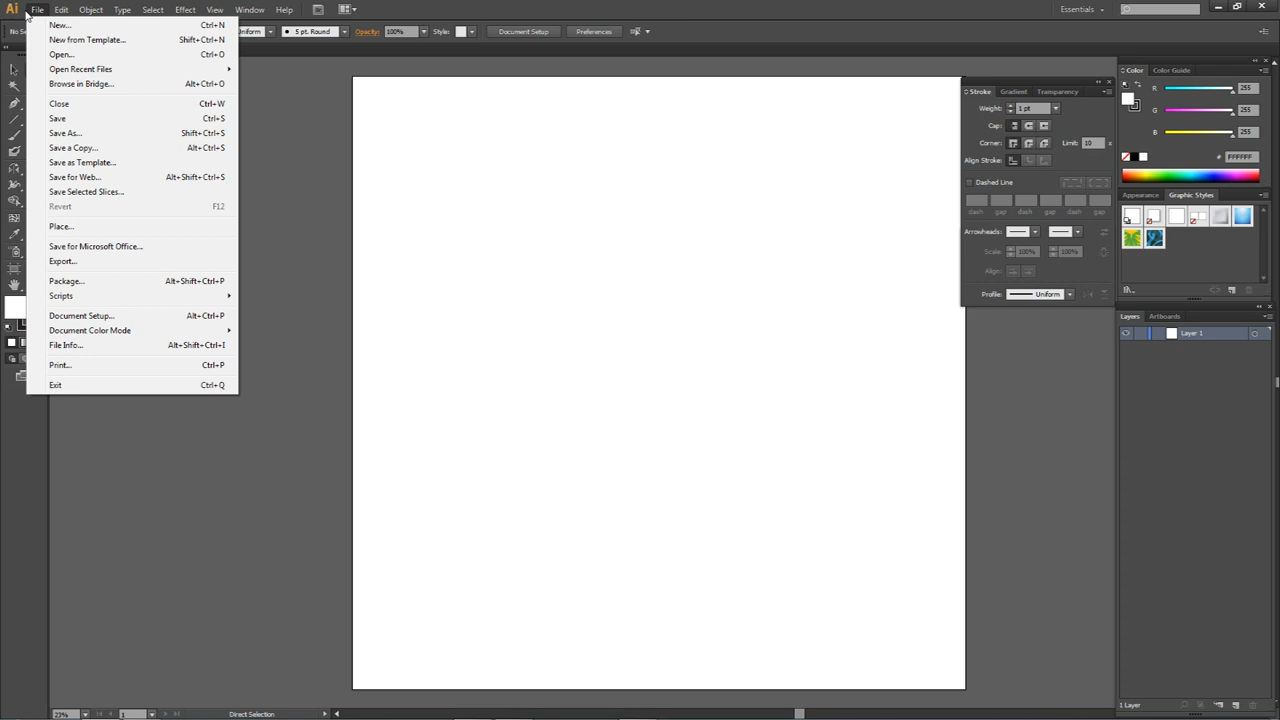 Ai File Edit Object Type Select Effect View Window Help Br Essentials
Uniform 5 pt. Round Opacity: 100% Style: Document Setup Preferences
New... Ctrl+N
New from Template... Shift+Ctrl+N
Open... Ctrl+O
Open Recent Files
Browse in Bridge... Alt+Ctrl+O
Close Ctrl+W
Save Ctrl+S
Save As... Shift+Ctrl+S
Save a Copy... Alt+Ctrl+S
Save as Template...
Save for Web... Alt+Shift+Ctrl+S
Save Selected Slices...
Revert F12
Place...
Save for Microsoft Office...
Export...
Package... Alt+Shift+Ctrl+P
Scripts
Document Setup... Alt+Ctrl+P
Document Color Mode
File Info... Alt+Shift+Ctrl+I
Print... Ctrl+P
Exit Ctrl+Q
Stroke Gradient Transparency
Weight: 1 pt
Cap:
Corner: Limit: 10 x
Align Stroke:
Dashed Line
dash gap dash gap dash gap
Arrowheads:
Scale: 100% 100%
Align:
Profile: Uniform
Color Color Guide
R 255
G 255
B 255
# FFFFFF
Appearance Graphic Styles
Layers Artboards
Layer 1
1 Layer
23% 1 Direct Selection